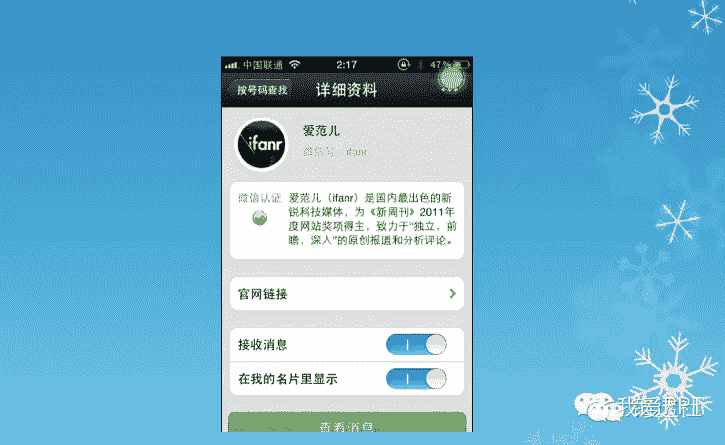 中国联通
2:17
47%
按号码查找
详细资料
ifanr
爱范儿
微信号 ifanr
微信认证
爱范儿（ifanr）是国内最出色的新
锐科技媒体，为《新周刊》2011年
度网站奖项得主，致力于“独立，前
瞻，深入”的原创报道和分析评论。
官网链接
接收消息
在我的名片里显示
查看消息